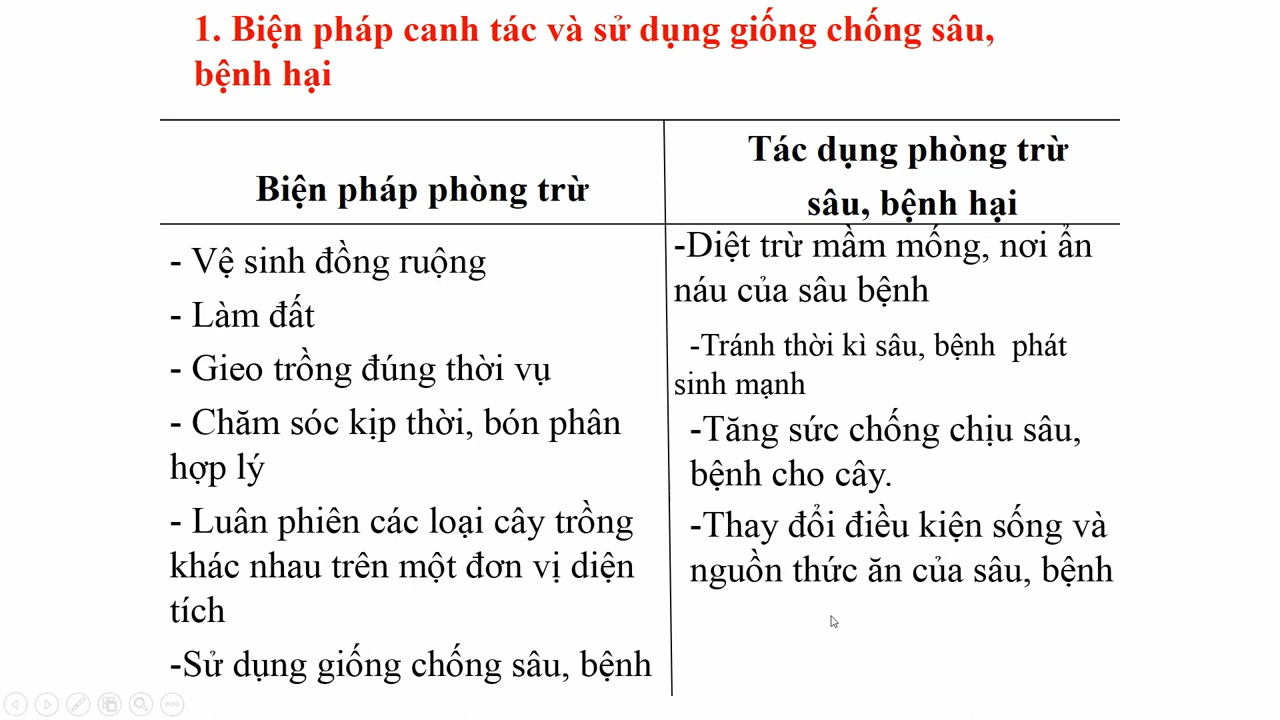 1. Biện pháp canh tác và sử dụng giống chống sâu,
bệnh hại
Biện pháp phòng trừ
Tác dụng phòng trừ
sâu, bệnh hại
- Vệ sinh đồng ruộng
- Làm đất
- Gieo trồng đúng thời vụ
- Chăm sóc kịp thời, bón phân
hợp lý
- Luân phiên các loại cây trồng
khác nhau trên một đơn vị diện
tích
-Sử dụng giống chống sâu, bệnh
-Diệt trừ mầm mống, nơi ẩn
náu của sâu bệnh
-Tránh thời kì sâu, bệnh phát
sinh mạnh
-Tăng sức chống chịu sâu,
bệnh cho cây.
-Thay đổi điều kiện sống và
nguồn thức ăn của sâu, bệnh